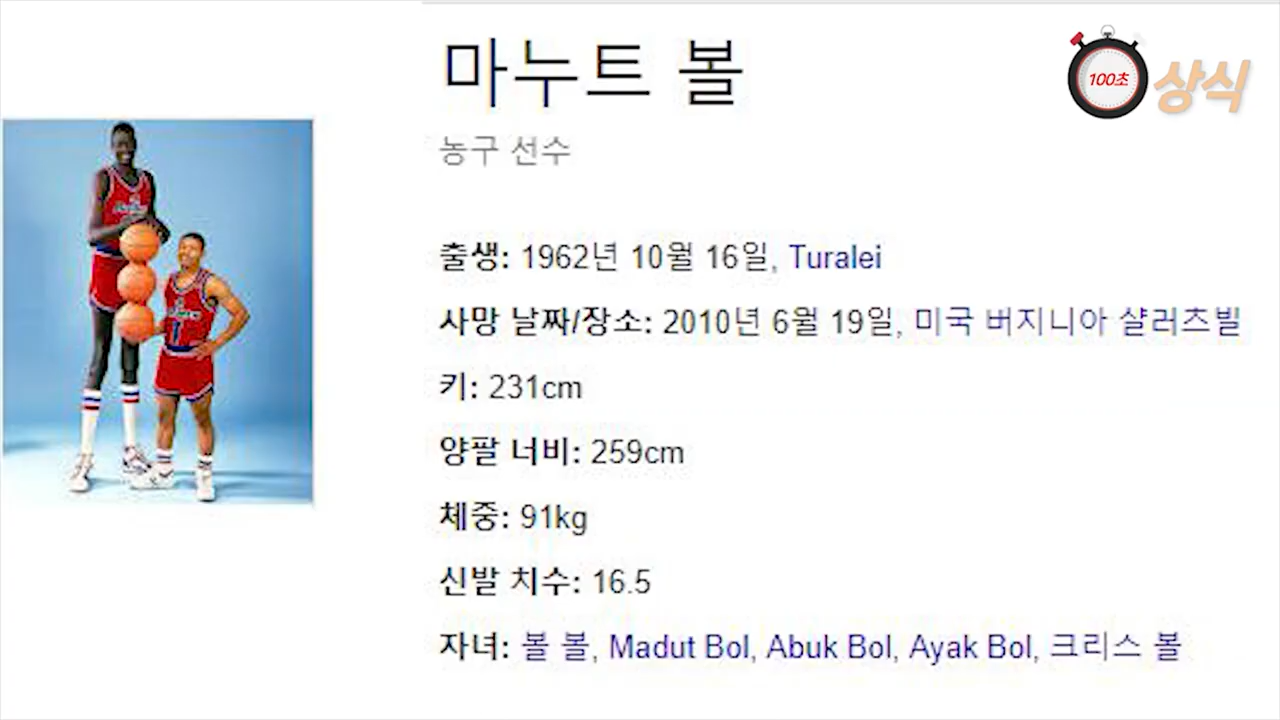 마누트 볼
100초
상식
농구 선수
출생: 1962년 10월 16일, Turalei
사망 날짜/장소: 2010년 6월 19일, 미국 버지니아 샬러츠빌
키: 231cm
양팔 너비: 259cm
체중: 91kg
신발 치수: 16.5
자녀: 볼 볼, Madut Bol, Abuk Bol, Ayak Bol, 크리스 볼